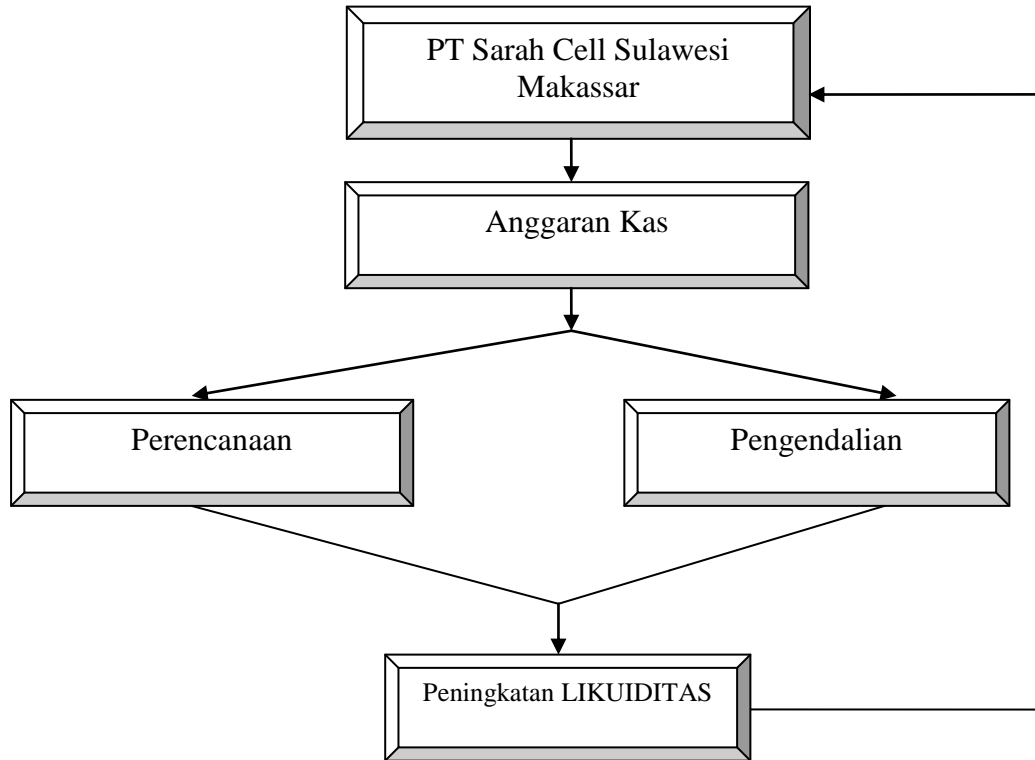 PT Sarah Cell Sulawesi
Makassar
Anggaran Kas
Perencanaan
Pengendalian
Peningkatan LIKUIDITAS